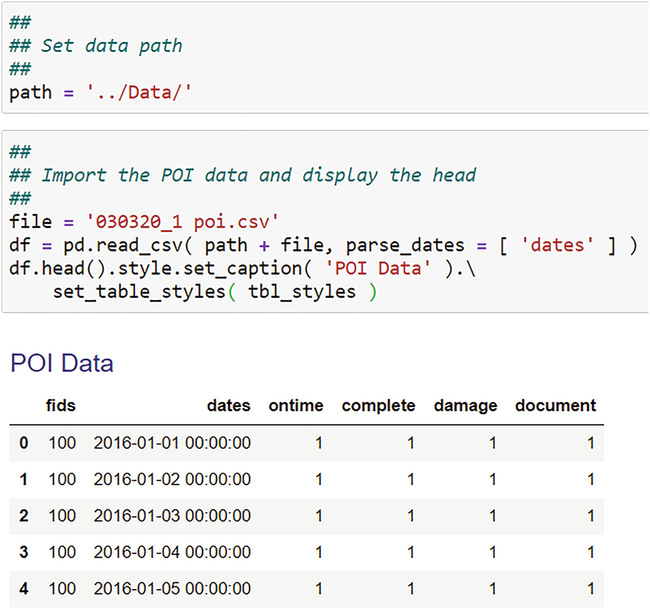 ##
## Set data path
##
path = '../Data/'
##
## Import the POI data and display the head
##
file = '030320_1 poi.csv'
df = pd.read_csv( path + file, parse_dates = [ 'dates' ] )
df.head().style.set_caption( 'POI Data' ).\
    set_table_styles( tbl_styles )
POI Data
fids dates ontime complete damage document
0 100 2016-01-01 00:00:00 1 1 1 1
1 100 2016-01-02 00:00:00 1 1 1 1
2 100 2016-01-03 00:00:00 1 1 1 1
3 100 2016-01-04 00:00:00 1 1 1 1
4 100 2016-01-05 00:00:00 1 1 1 1